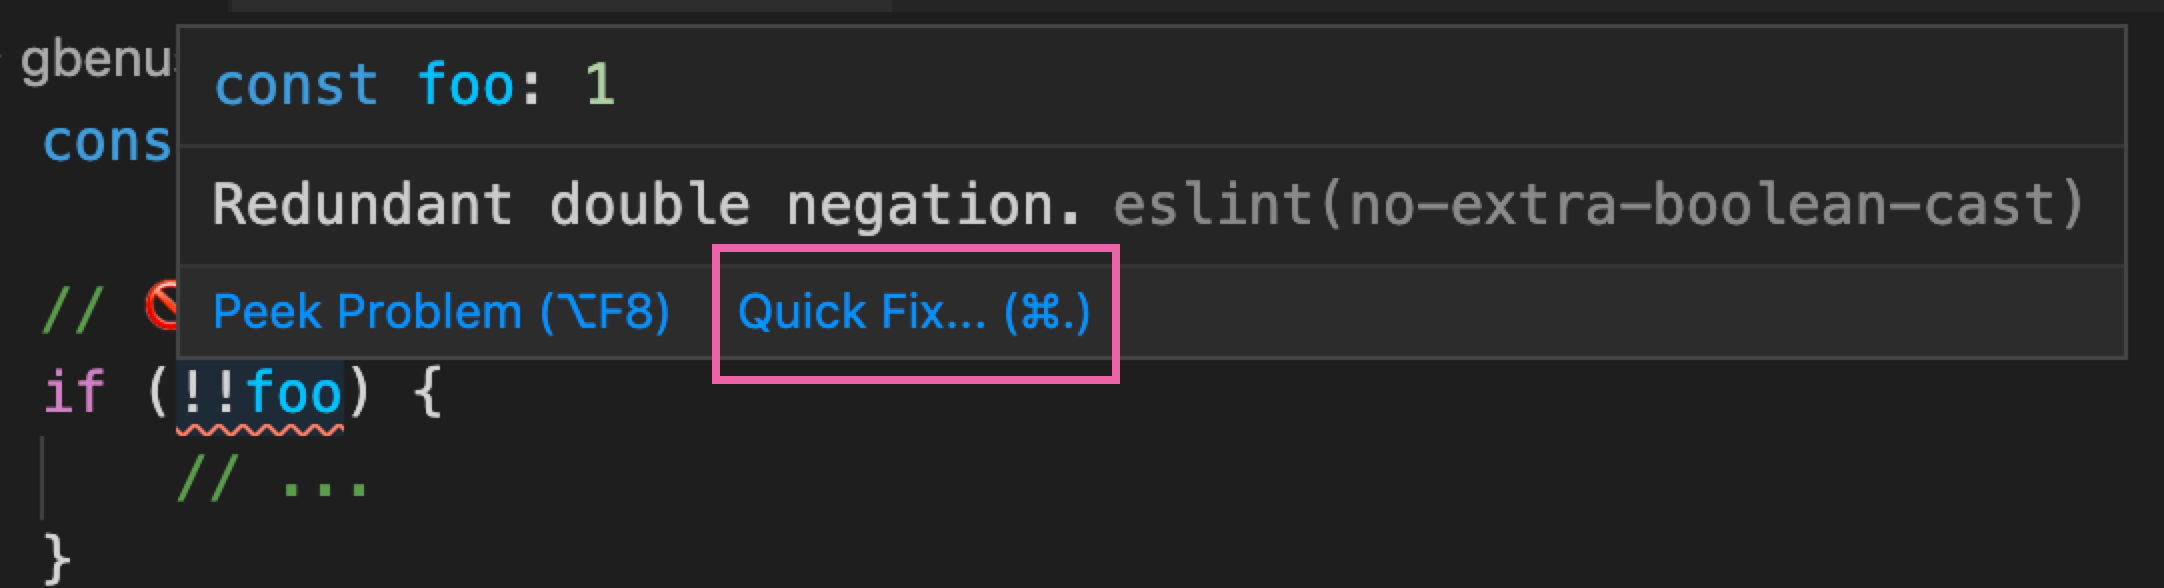 gbenu
const foo: 1
cons
Redundant double negation. eslint(no-extra-boolean-cast)
// 🚫
Peek Problem (⌥F8) Quick Fix... (⌘.)
if (!!foo) {
// ...
}